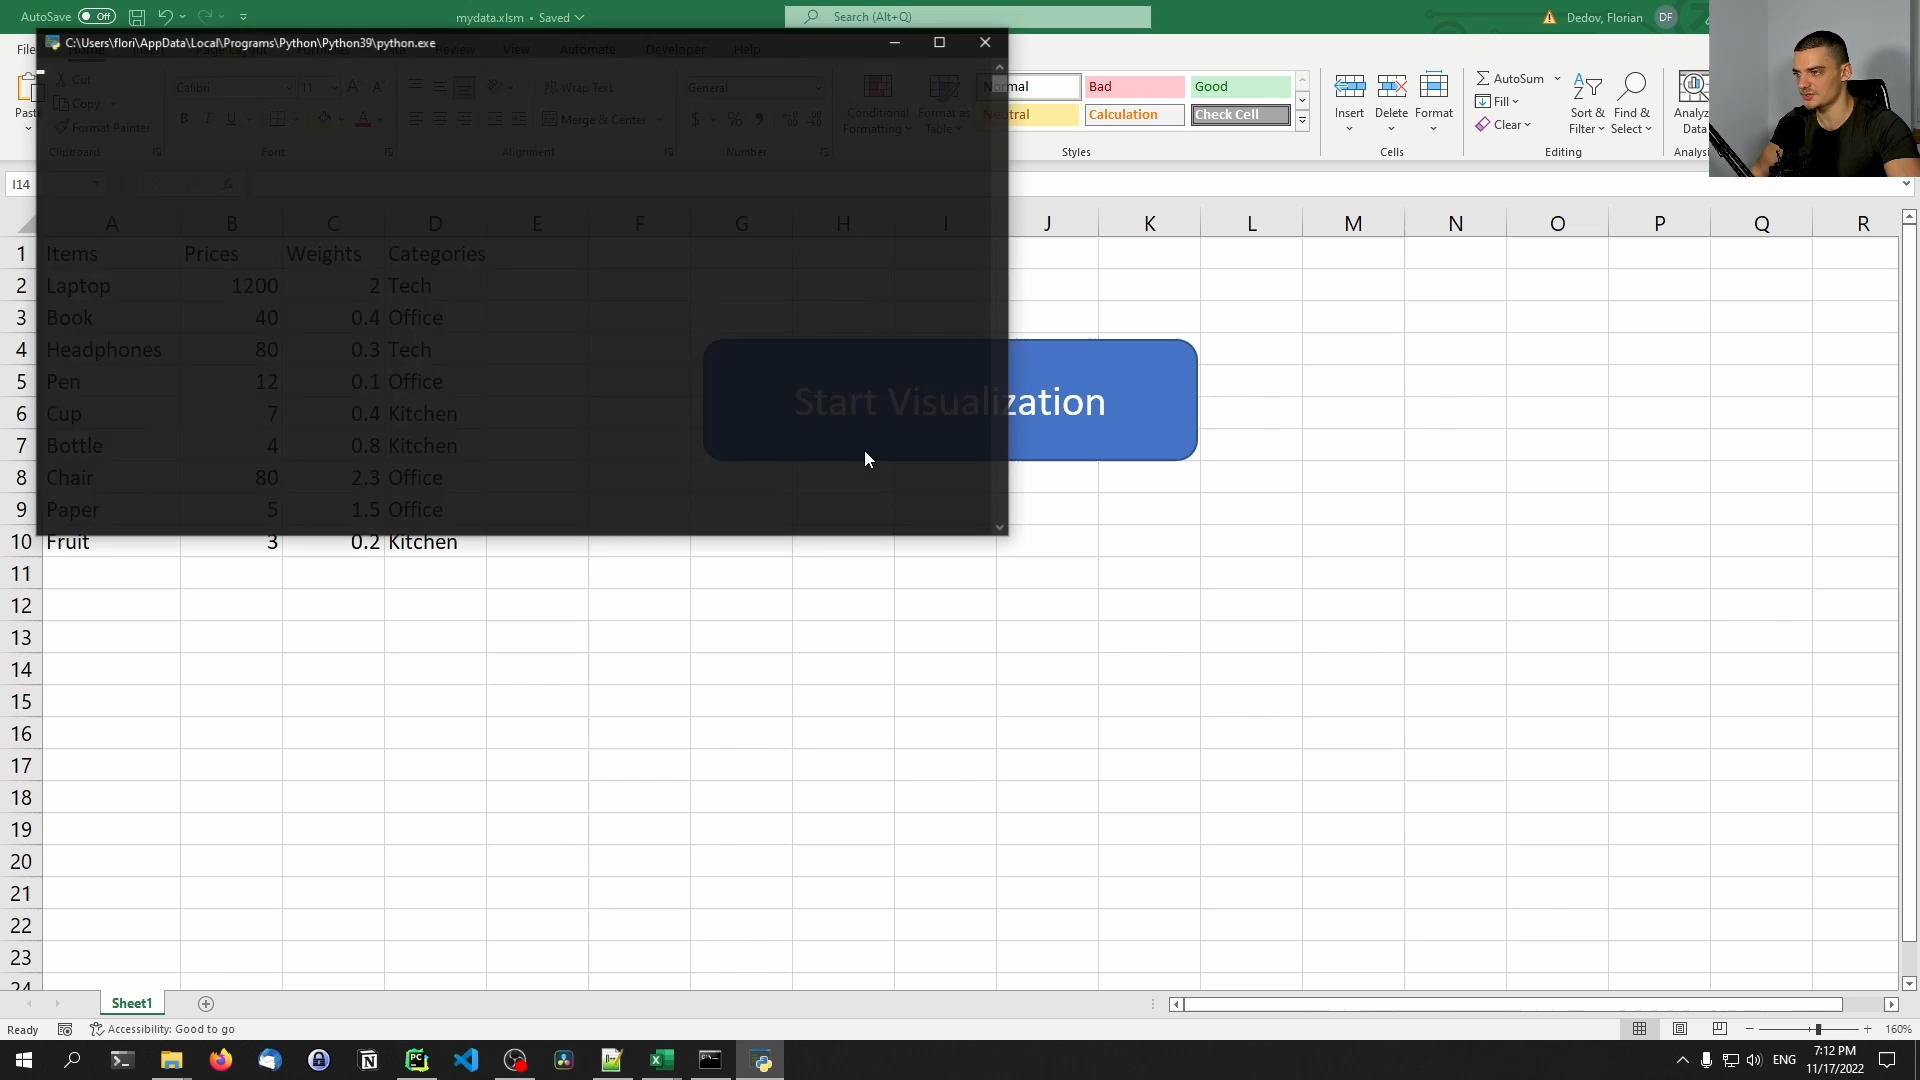 AutoSave Off mydata.xlsm • Saved Search (Alt+Q) Dedov, Florian DF
C:\Users\flori\AppData\Local\Programs\Python\Python39\python.exe
File Home Insert Page Layout Formulas Data Review View Automate Developer Help
Paste Cut Copy Format Painter
Calibri 11
B I U
Wrap Text
Merge & Center
General
Conditional Formatting
Format as Table
Normal Bad Good
Neutral Calculation Check Cell
Insert Delete Format
AutoSum
Fill
Clear
Sort & Filter
Find & Select
Analyze Data
Clipboard Font Alignment Number Styles Cells Editing Analysis
I14 fx
A B C D E F G H I J K L M N O P Q R
1 Items Prices Weights Categories
2 Laptop 1200 2 Tech
3 Book 40 0.4 Office
4 Headphones 80 0.3 Tech
5 Pen 12 0.1 Office
6 Cup 7 0.4 Kitchen
7 Bottle 4 0.8 Kitchen
8 Chair 80 2.3 Office
9 Paper 5 1.5 Office
10 Fruit 3 0.2 Kitchen
Start Visualization
11
12
13
14
15
16
17
18
19
20
21
22
23
24
Sheet1
Ready Accessibility: Good to go 160%
ENG 7:12 PM
11/17/2022